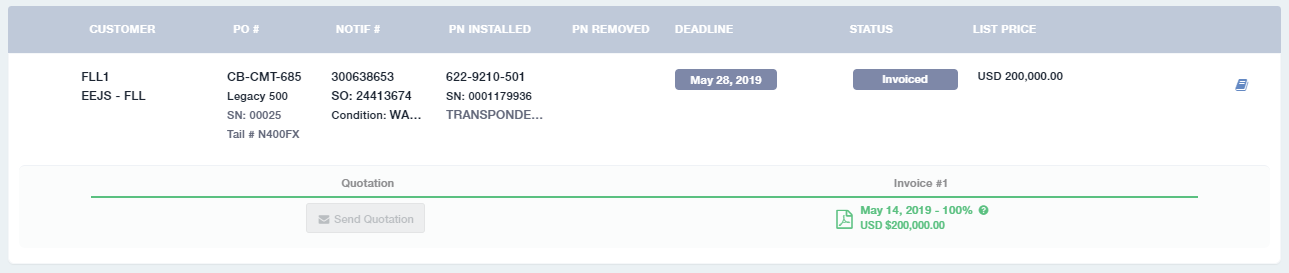 CUSTOMER PO # NOTIF # PN INSTALLED PN REMOVED DEADLINE STATUS LIST PRICE
FLL1 CB-CMT-685 300638653 622-9210-501 May 28, 2019 Invoiced USD 200,000.00
EEJS - FLL Legacy 500 SO: 24413674 SN: 0001179936
SN: 00025 Condition: WA... TRANSPONDE...
Tail # N400FX
Quotation Invoice #1
Send Quotation May 14, 2019 - 100%
USD $200,000.00